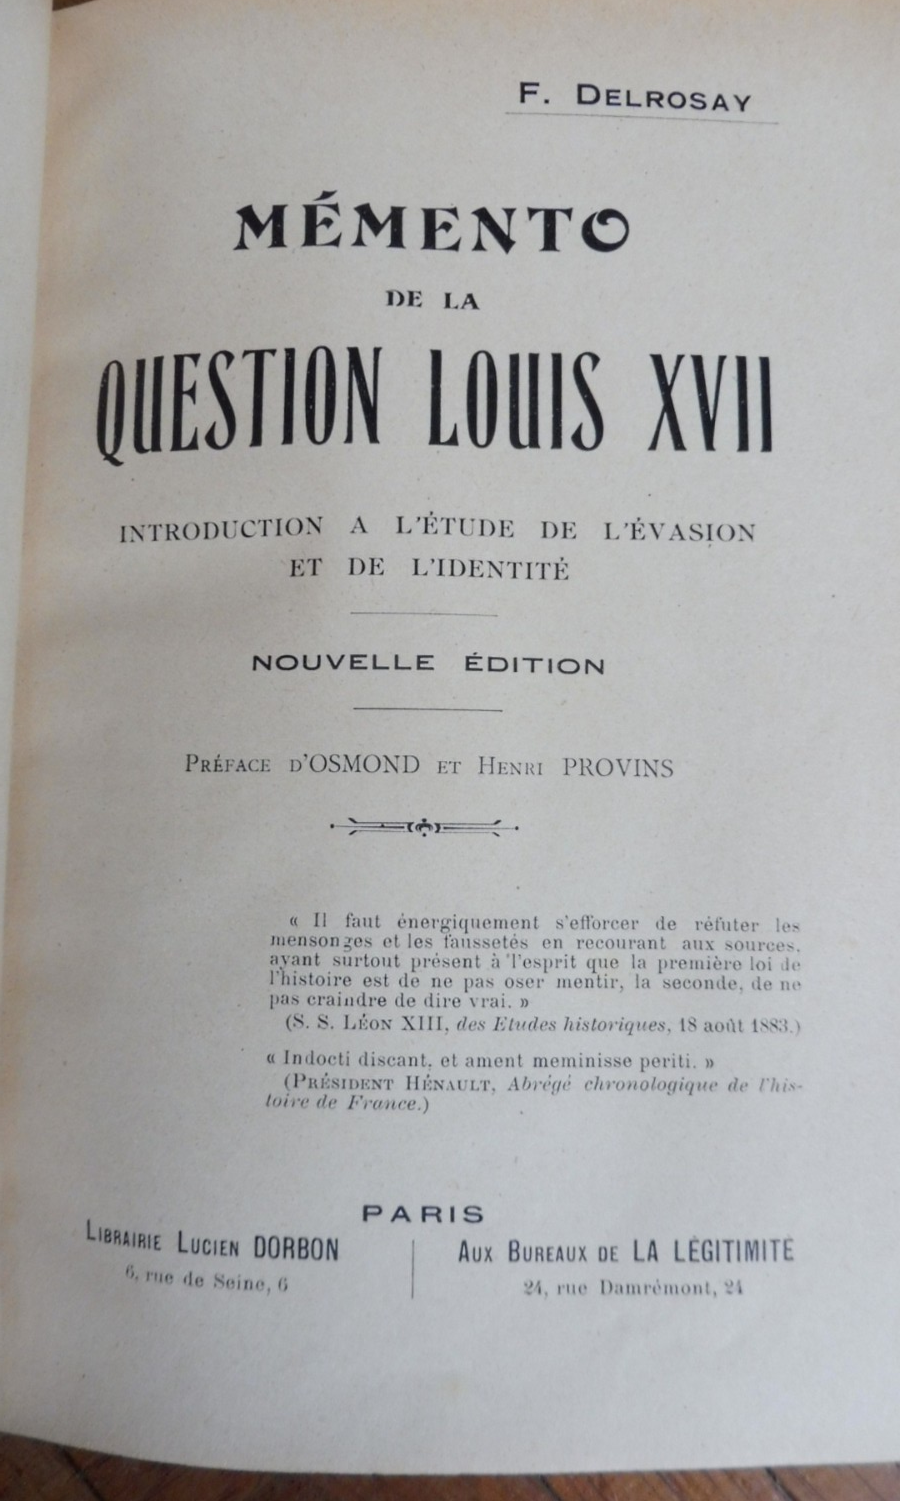 F. DELROSAY
MÉMENTO
DE LA
QUESTION LOUIS XVII
INTRODUCTION A L'ÉTUDE DE L'ÉVASION
ET DE L'IDENTITÉ
NOUVELLE ÉDITION
PRÉFACE D'OSMOND ET HENRI PROVINS
« Il faut énergiquement s'efforcer de réfuter les
mensonges et les faussetés en recourant aux sources,
ayant surtout présent à l'esprit que la première loi de
l'histoire est de ne pas oser mentir, la seconde, de ne
pas craindre de dire vrai. »
(S. S. LÉON XIII, des Etudes historiques, 18 août 1883.)
« Indocti discant, et ament meminisse periti. »
(PRÉSIDENT HÉNAULT, Abrégé chronologique de l'his-
toire de France.)
PARIS
LIBRAIRIE LUCIEN DORBON
6, rue de Seine, 6
AUX BUREAUX DE LA LÉGITIMITÉ
24, rue Damrémont, 24